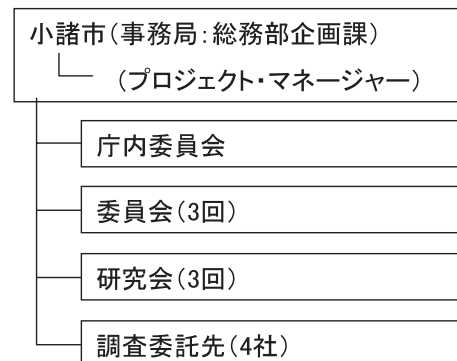 小諸市(事務局:総務部企画課)
(プロジェクト・マネージャー)
庁内委員会
委員会(3回)
研究会(3回)
調査委託先(4社)